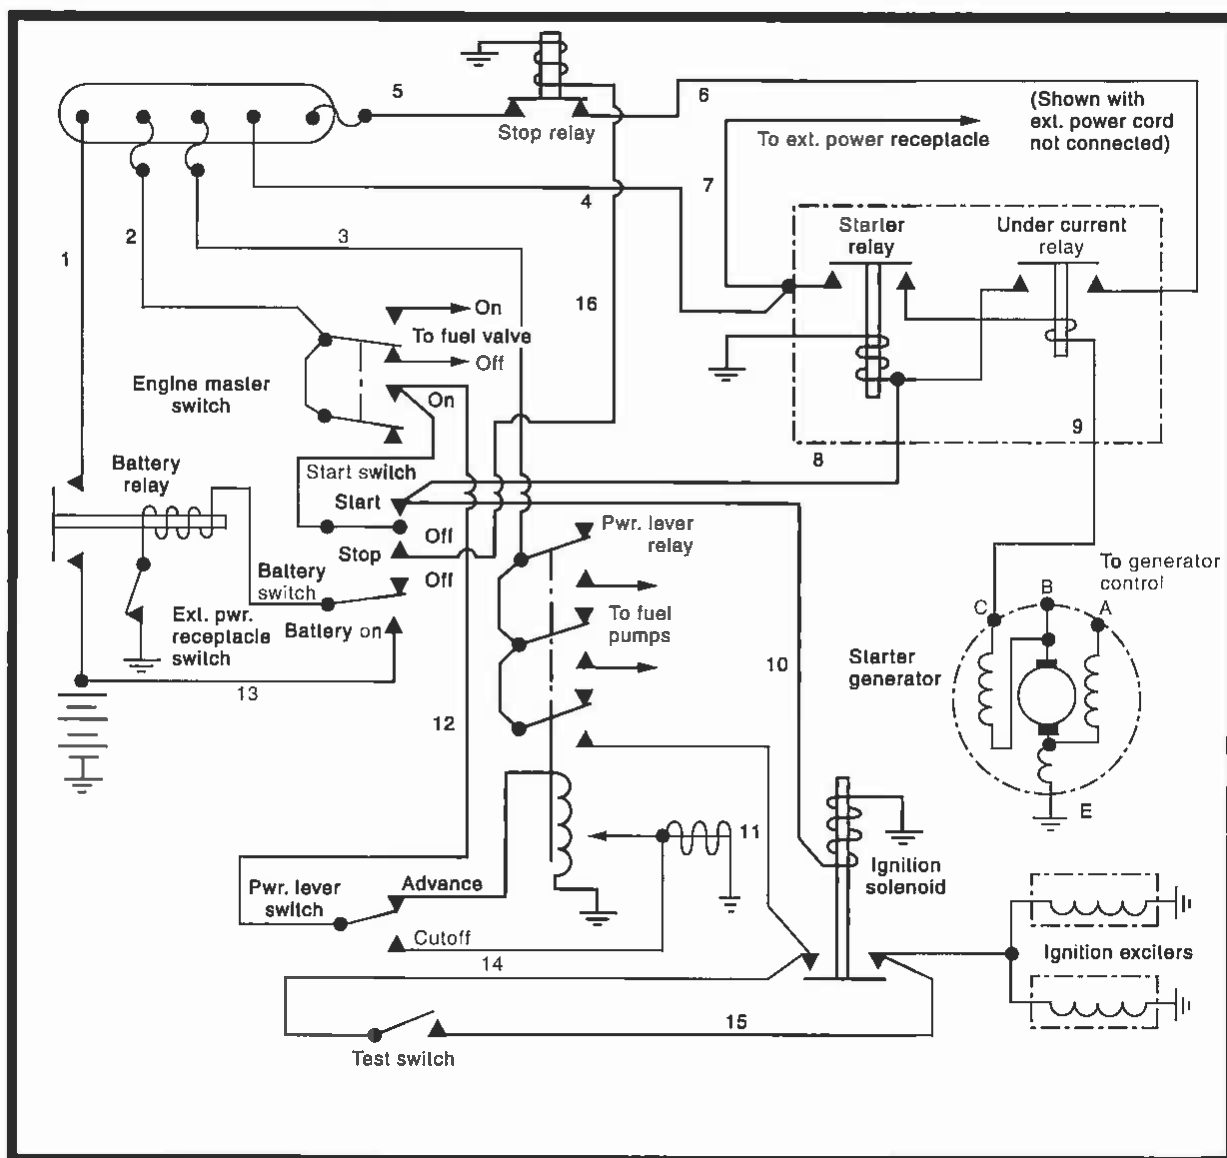 5
Stop relay
6
(Shown with
ext. power cord
not connected)
To ext. power receptacle
7
4
Starter
relay
Under current
relay
1
2
3
16
On
To fuel valve
Off
Engine master
switch
On
9
8
Battery
relay
Start switch
Start
Off
Stop
Pwr. lever
relay
Battery
switch
Off
Ext. pwr.
receptacle
switch
Battery on
To fuel
pumps
To generator
control
C
B
A
Starter
generator
10
13
12
E
11
Ignition
solenoid
Pwr. lever
switch
Advance
Cutoff
14
Ignition exciters
15
Test switch